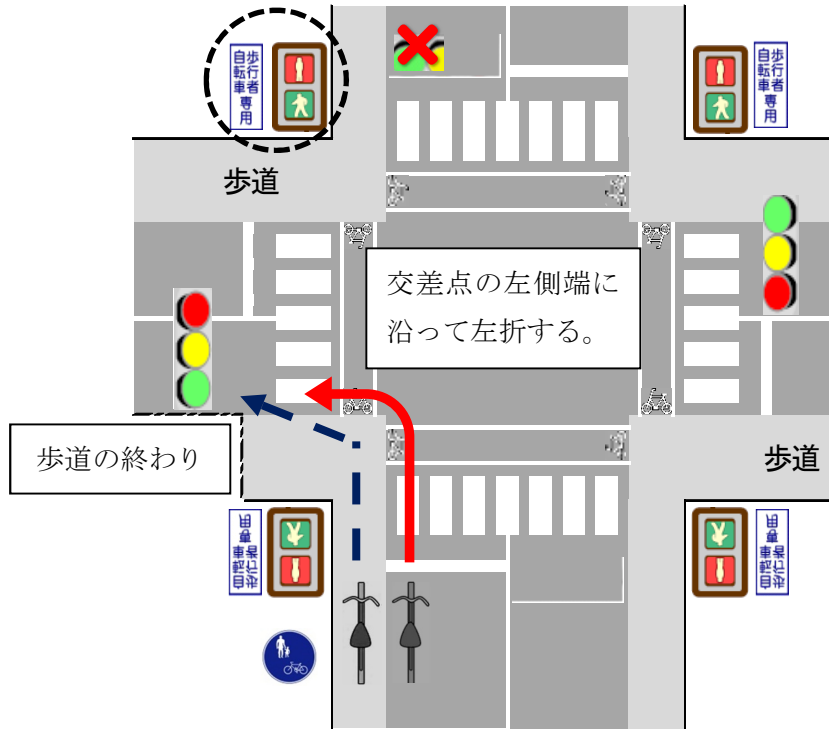 歩行者
自転車
専用
歩行者
自転車
専用
歩道
交差点の左側端に
沿って左折する。
歩道の終わり
歩道
歩行者
自転車
専用
歩行者
自転車
専用